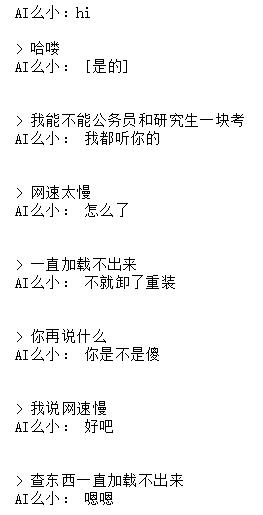 AI么小：hi
> 哈喽
AI么小： [是的]
> 我能不能公务员和研究生一块考
AI么小： 我都听你的
> 网速太慢
AI么小： 怎么了
> 一直加载不出来
AI么小： 不就卸了重装
> 你再说什么
AI么小： 你是不是傻
> 我说网速慢
AI么小： 好吧
> 查东西一直加载不出来
AI么小： 嗯嗯